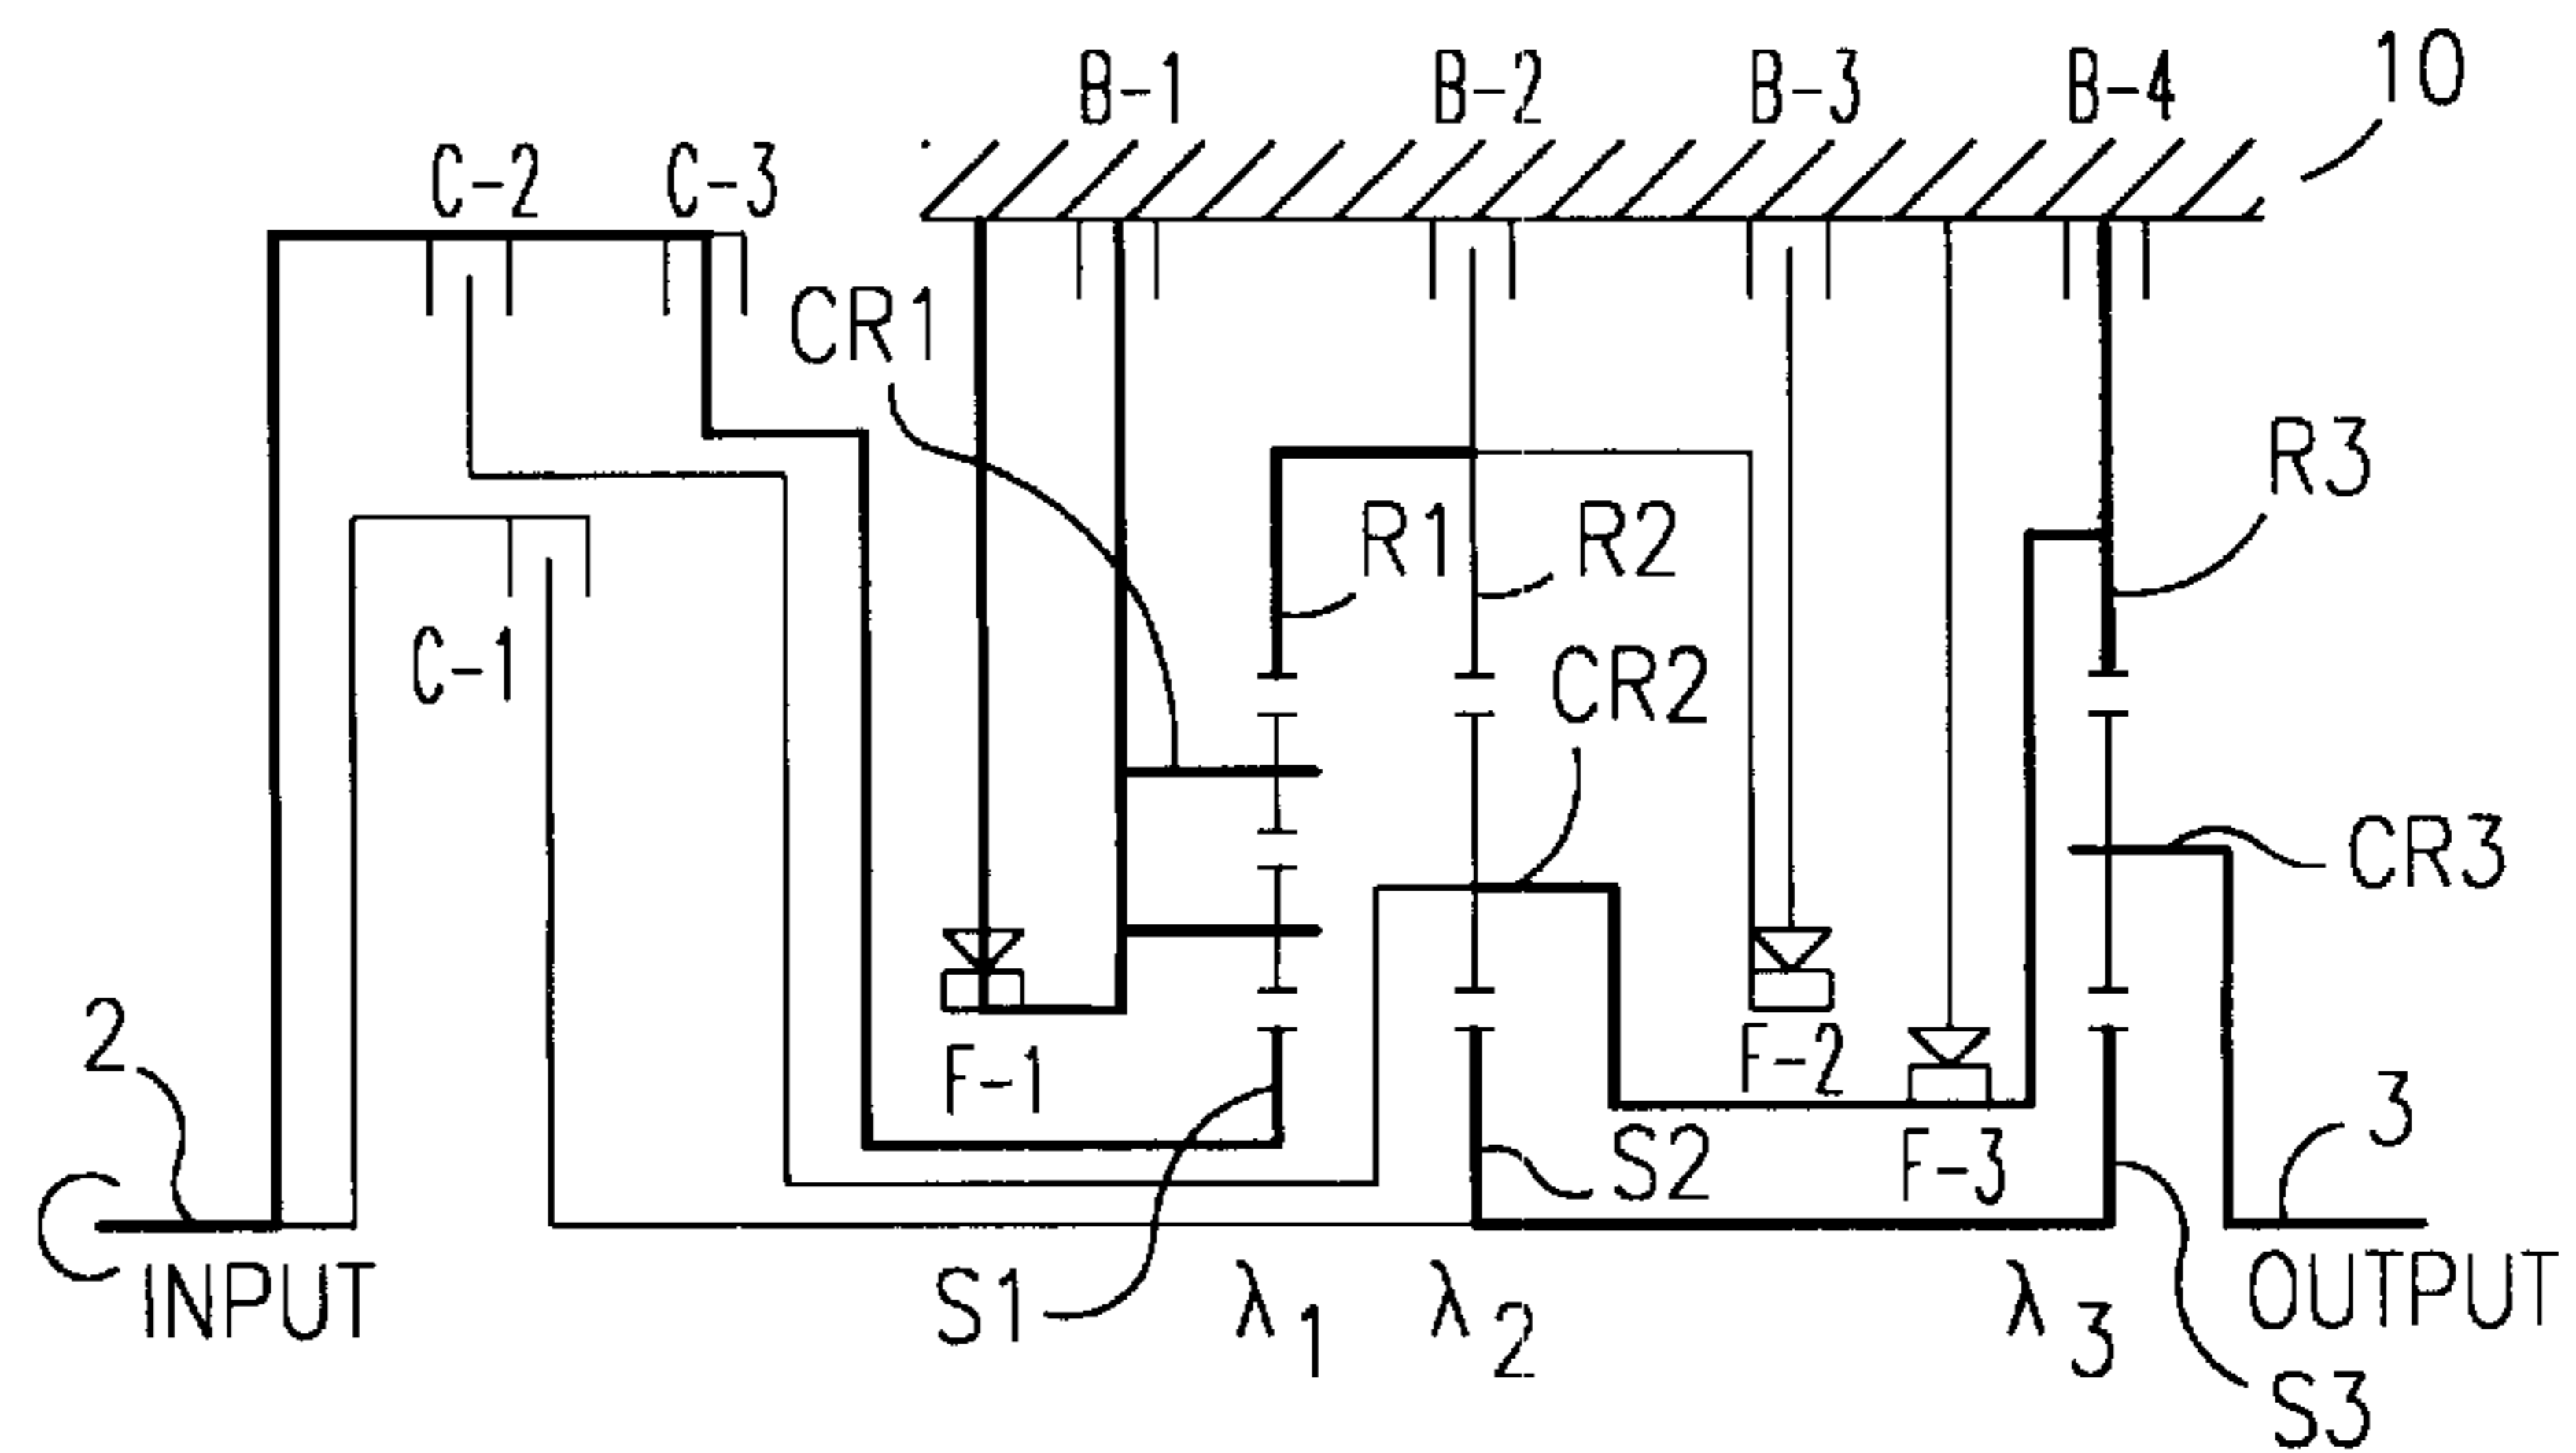 B-1 B-2 B-3 B-4 10
C-2 C-3
CR1
R3
R1 R2
C-1
CR2
CR3
2
F-1 F-2
S2 F-3 3
INPUT S1 λ1 λ2 λ3 OUTPUT
S3